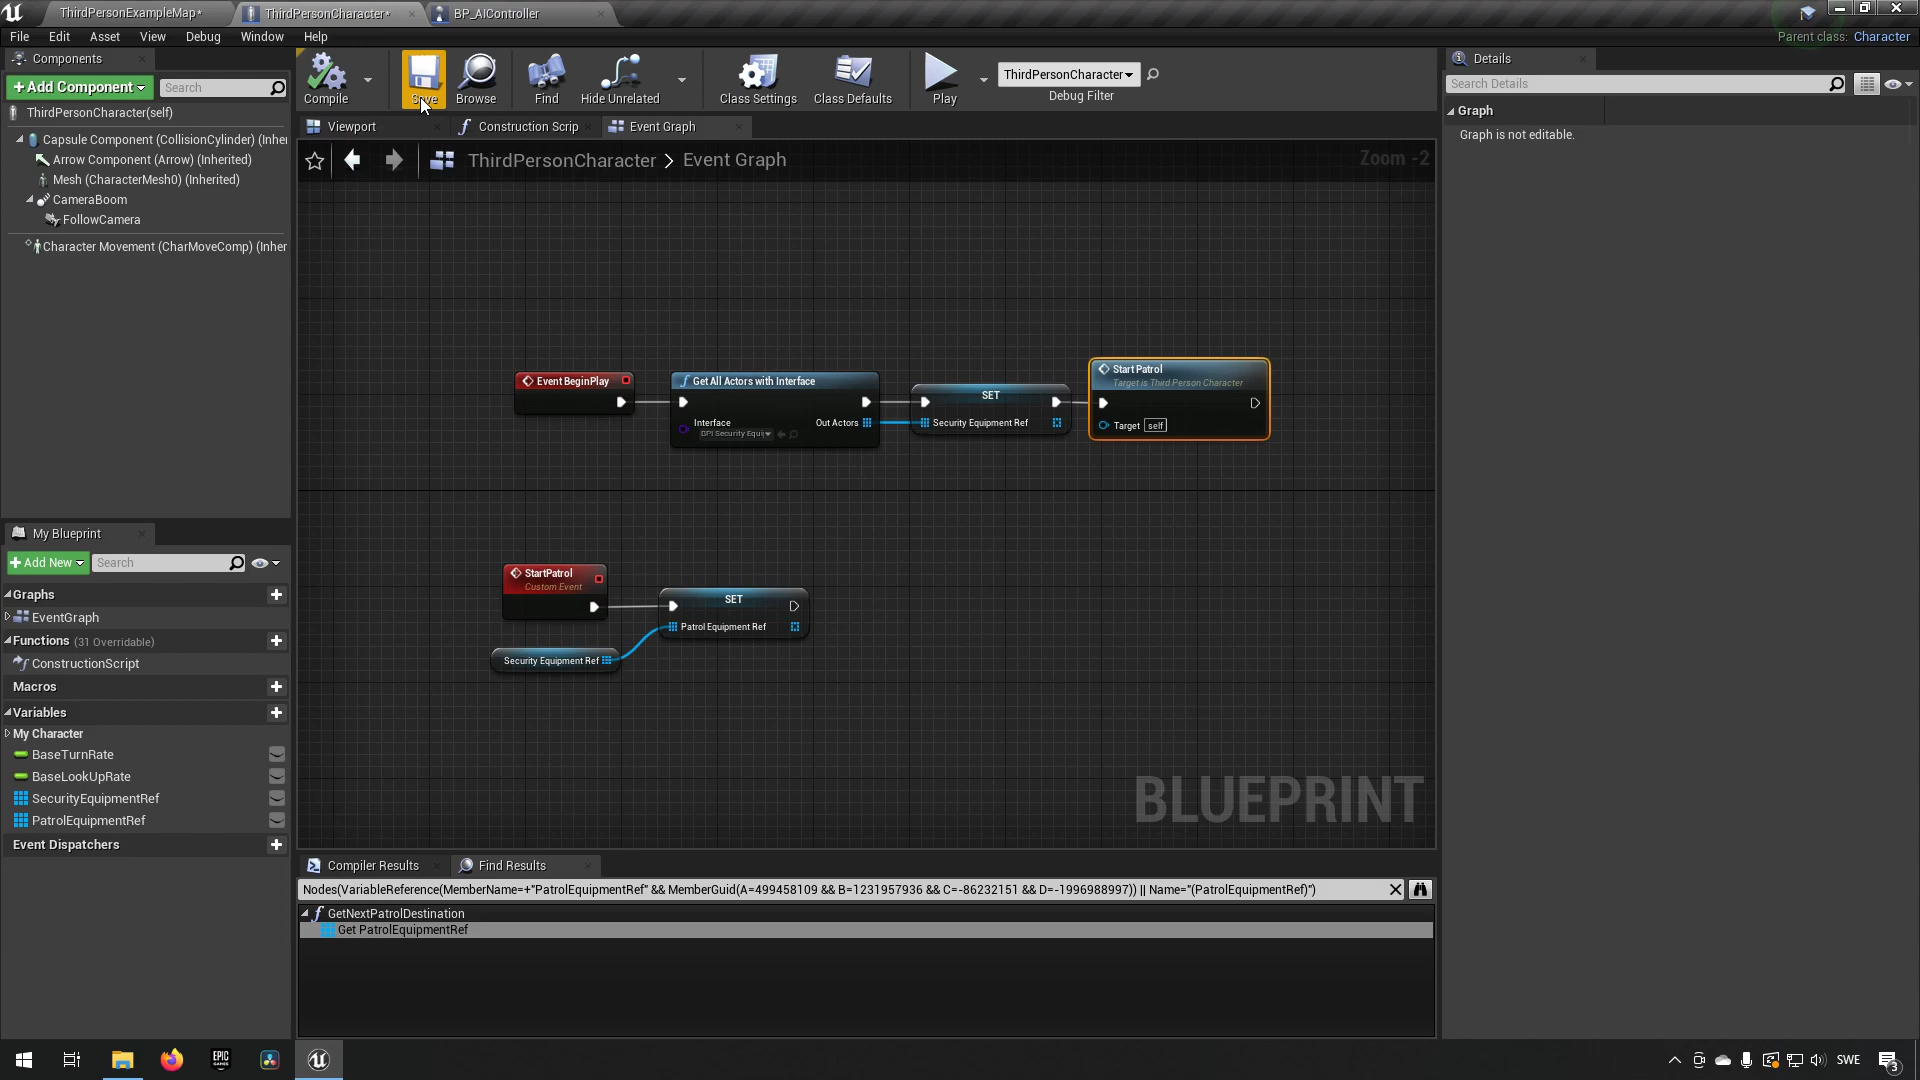 ThirdPersonExampleMap*
ThirdPersonCharacter*
BP_AIController
File Edit Asset View Debug Window Help
Parent class: Character
Components
+Add Component
Search
ThirdPersonCharacter(self)
Capsule Component (CollisionCylinder) (Inher
Arrow Component (Arrow) (Inherited)
Mesh (CharacterMesh0) (Inherited)
CameraBoom
FollowCamera
Character Movement (CharMoveComp) (Inher
Compile
Save
Browse
Find
Hide Unrelated
Class Settings
Class Defaults
Play
ThirdPersonCharacter
Debug Filter
Viewport
Construction Scrip
Event Graph
ThirdPersonCharacter > Event Graph
Zoom -2
Event BeginPlay
Get All Actors with Interface
Interface
BPI Security Equi
Out Actors
SET
Security Equipment Ref
Start Patrol
Target is Third Person Character
Target self
StartPatrol
Custom Event
SET
Patrol Equipment Ref
Security Equipment Ref
BLUEPRINT
My Blueprint
+Add New
Search
Graphs
EventGraph
Functions (31 Overridable)
ConstructionScript
Macros
Variables
My Character
BaseTurnRate
BaseLookUpRate
SecurityEquipmentRef
PatrolEquipmentRef
Event Dispatchers
Compiler Results
Find Results
Nodes(VariableReference(MemberName=+"PatrolEquipmentRef" && MemberGuid(A=499458109 && B=1231957936 && C=-86232151 && D=-1996988997)) || Name="(PatrolEquipmentRef)")
GetNextPatrolDestination
Get PatrolEquipmentRef
Details
Search Details
Graph
Graph is not editable.
EPIC
GAMES
SWE
3